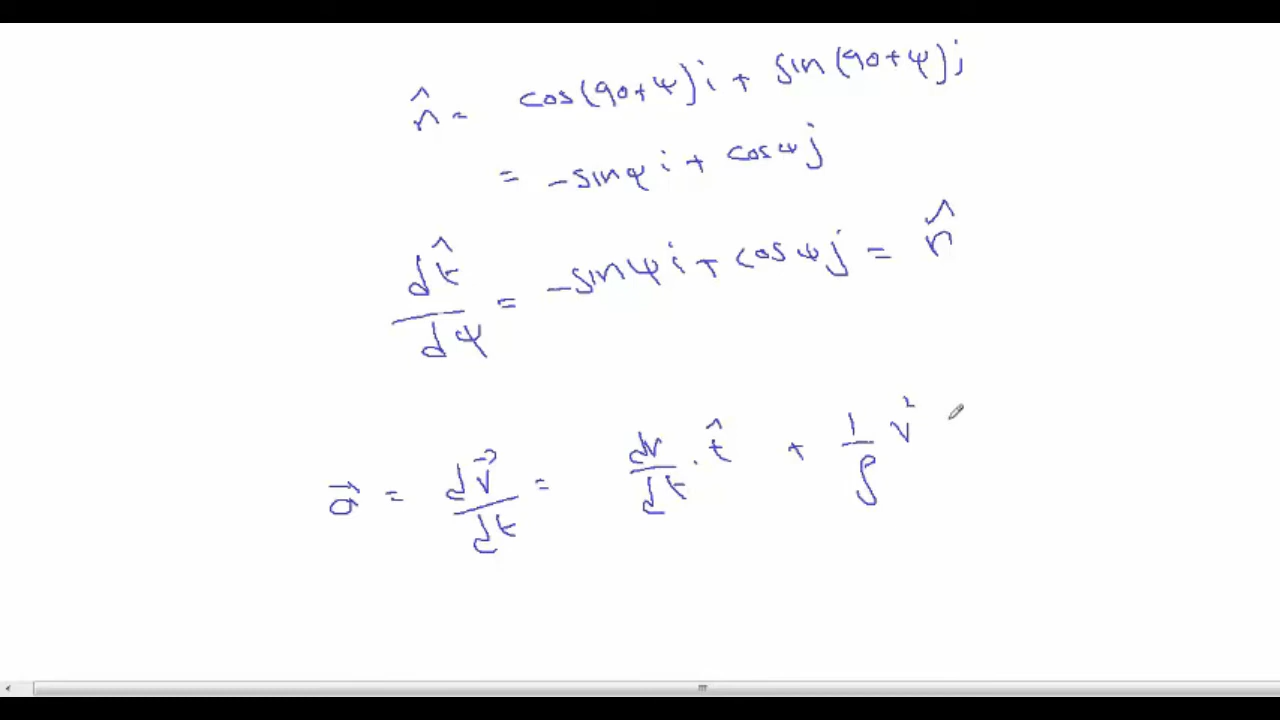 n̂ = cos(90+ψ)i + sin(90+ψ)j
= -sinψ i + cosψ j
dt̂/dψ = -sinψ i + cosψ j = n̂
a⃗ = dv⃗/dt = dv/dt · t̂ + 1/ρ v²